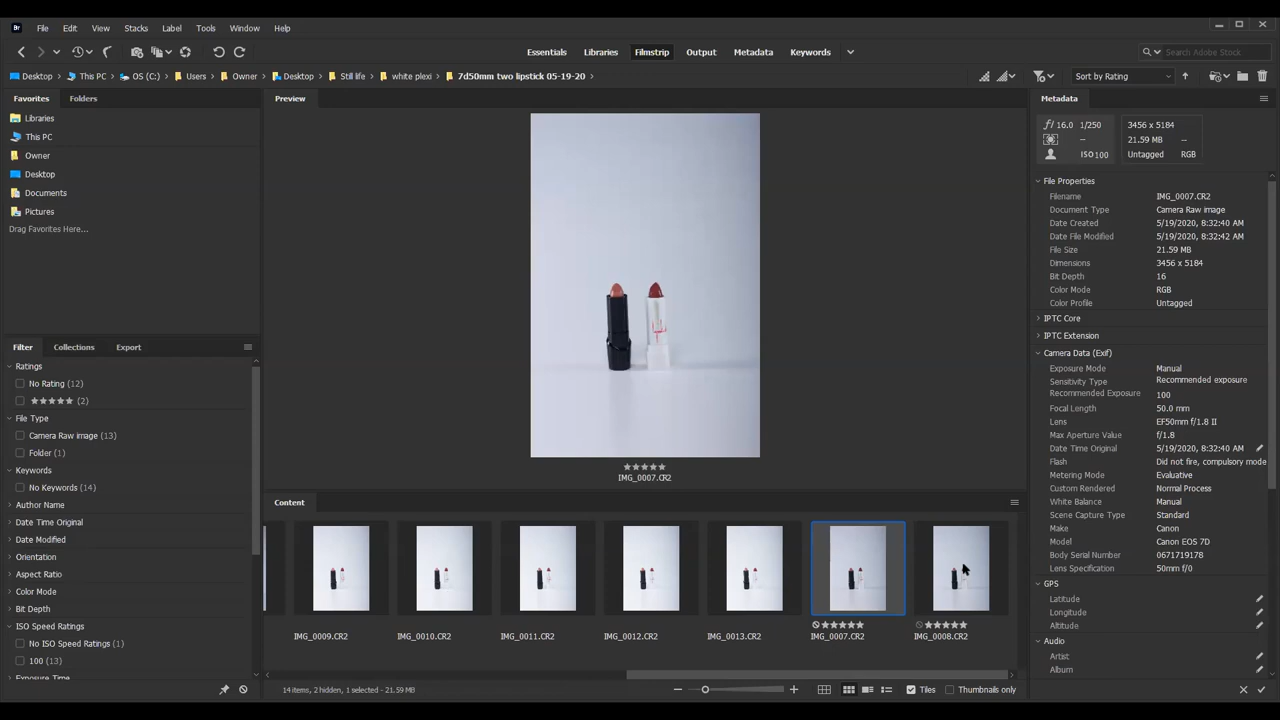 Br File Edit View Stacks Label Tools Window Help
Essentials Libraries Filmstrip Output Metadata Keywords Search Adobe Stock
Desktop > This PC > OS (C:) > Users > Owner > Desktop > Still life > white plexi > 7d50mm two lipstick 05-19-20 > Sort by Rating
Favorites Folders
Libraries
This PC
Owner
Desktop
Documents
Pictures
Drag Favorites Here...
Filter Collections Export
Ratings
No Rating (12)
★★★★★ (2)
File Type
Camera Raw image (13)
Folder (1)
Keywords
No Keywords (14)
Author Name
Date Time Original
Date Modified
Orientation
Aspect Ratio
Color Mode
Bit Depth
ISO Speed Ratings
No ISO Speed Ratings (1)
100 (13)
Exposure Time
Preview
★★★★★
IMG_0007.CR2
Content
IMG_0009.CR2
IMG_0010.CR2
IMG_0011.CR2
IMG_0012.CR2
IMG_0013.CR2
IMG_0007.CR2
IMG_0008.CR2
14 items, 2 hidden, 1 selected - 21.59 MB
Tiles Thumbnails only
Metadata
f/ 16.0 1/250
--
ISO 100
3456 x 5184
21.59 MB --
Untagged RGB
File Properties
Filename IMG_0007.CR2
Document Type Camera Raw image
Date Created 5/19/2020, 8:32:40 AM
Date File Modified 5/19/2020, 8:32:42 AM
File Size 21.59 MB
Dimensions 3456 x 5184
Bit Depth 16
Color Mode RGB
Color Profile Untagged
IPTC Core
IPTC Extension
Camera Data (Exif)
Exposure Mode Manual
Sensitivity Type Recommended exposure
Recommended Exposure 100
Focal Length 50.0 mm
Lens EF50mm f/1.8 II
Max Aperture Value f/1.8
Date Time Original 5/19/2020, 8:32:40 AM
Flash Did not fire, compulsory mode
Metering Mode Evaluative
Custom Rendered Normal Process
White Balance Manual
Scene Capture Type Standard
Make Canon
Model Canon EOS 7D
Body Serial Number 0671719178
Lens Specification 50mm f/0
GPS
Latitude
Longitude
Altitude
Audio
Artist
Album